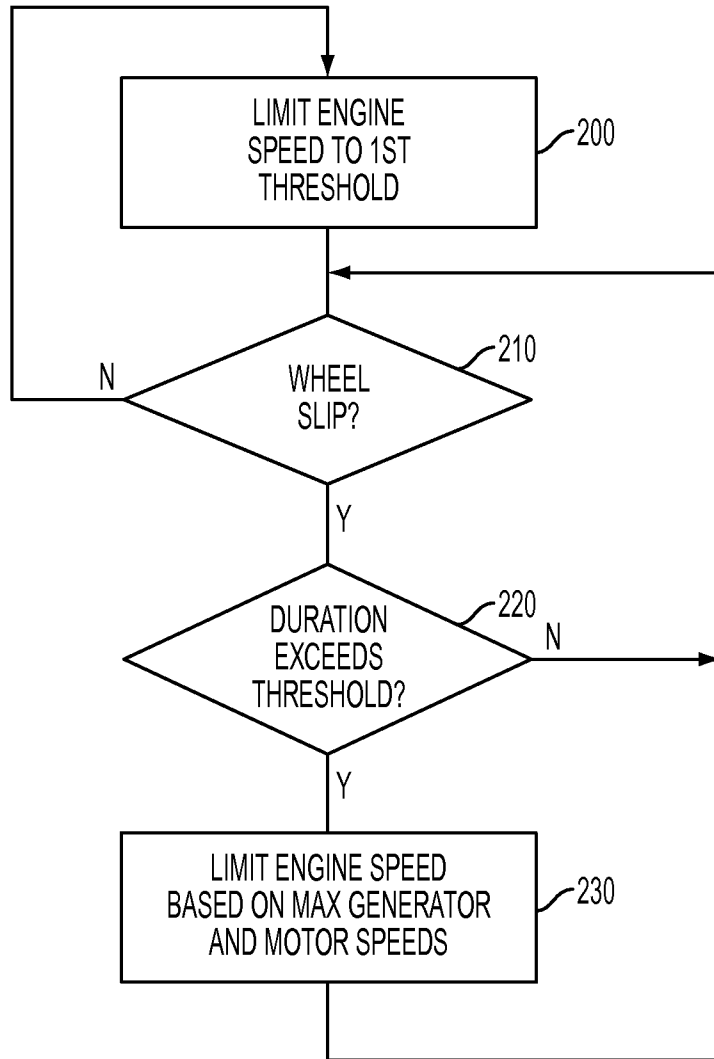 LIMIT ENGINE
SPEED TO 1ST
THRESHOLD
200
210
N
WHEEL
SLIP?
Y
220
DURATION
EXCEEDS
THRESHOLD?
N
Y
LIMIT ENGINE SPEED
BASED ON MAX GENERATOR
AND MOTOR SPEEDS
230